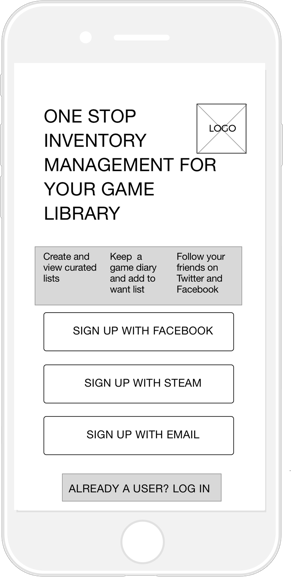 ONE STOP
INVENTORY
MANAGEMENT FOR
YOUR GAME
LIBRARY
LOGO
Create and
view curated
lists
Keep a
game diary
and add to
want list
Follow your
friends on
Twitter and
Facebook
SIGN UP WITH FACEBOOK
SIGN UP WITH STEAM
SIGN UP WITH EMAIL
ALREADY A USER? LOG IN